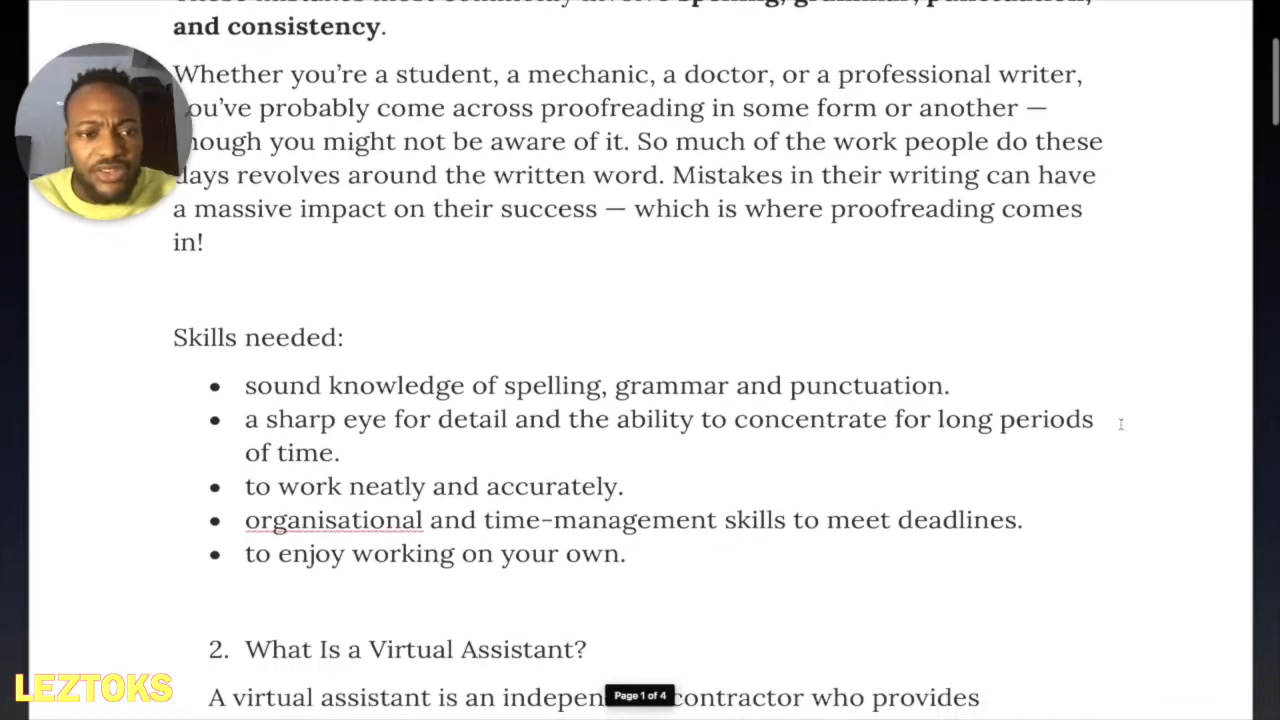 and consistency.
Whether you're a student, a mechanic, a doctor, or a professional writer,
you've probably come across proofreading in some form or another —
though you might not be aware of it. So much of the work people do these
days revolves around the written word. Mistakes in their writing can have
a massive impact on their success — which is where proofreading comes
in!
Skills needed:
• sound knowledge of spelling, grammar and punctuation.
• a sharp eye for detail and the ability to concentrate for long periods
of time.
• to work neatly and accurately.
• organisational and time-management skills to meet deadlines.
• to enjoy working on your own.
2. What Is a Virtual Assistant?
A virtual assistant is an indepen contractor who provides
Page 1 of 4
LEZTOKS